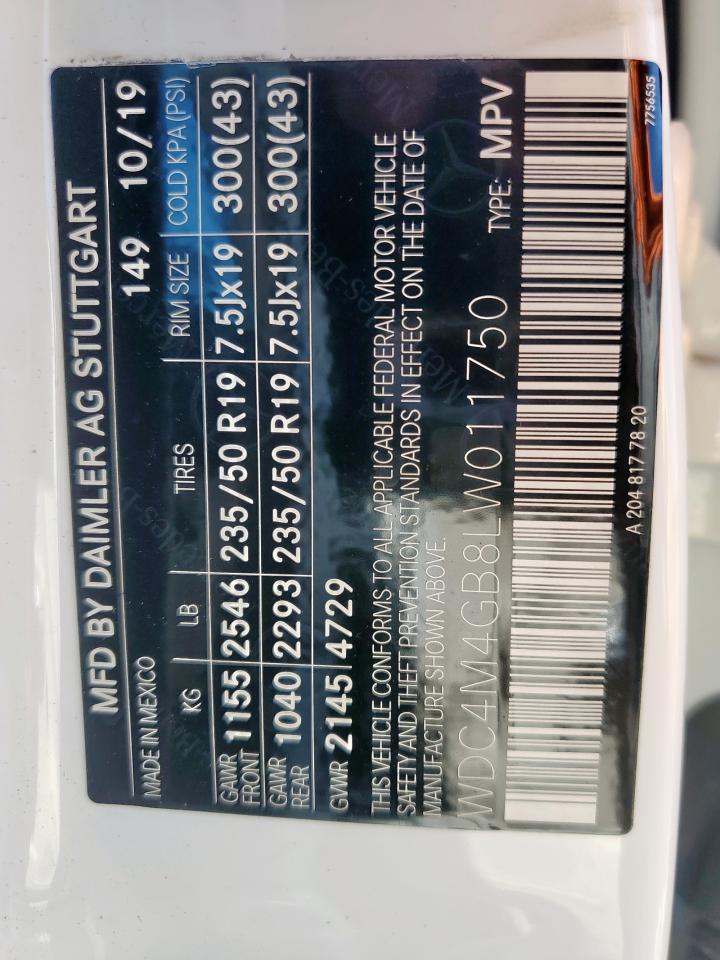 MFD BY DAIMLER AG STUTTGART
MADE IN MEXICO 149 10/19
KG LB TIRES RIM SIZE COLD KPA(PSI)
GAWR FRONT 1155 2546 235/50 R19 7.5Jx19 300(43)
GAWR REAR 1040 2293 235/50 R19 7.5Jx19 300(43)
GVWR 2145 4729
THIS VEHICLE CONFORMS TO ALL APPLICABLE FEDERAL MOTOR VEHICLE
SAFETY AND THEFT PREVENTION STANDARDS IN EFFECT ON THE DATE OF
MANUFACTURE SHOWN ABOVE.
WDC4M4GB8LW011750 TYPE: MPV
A 204 817 78 20
7756535